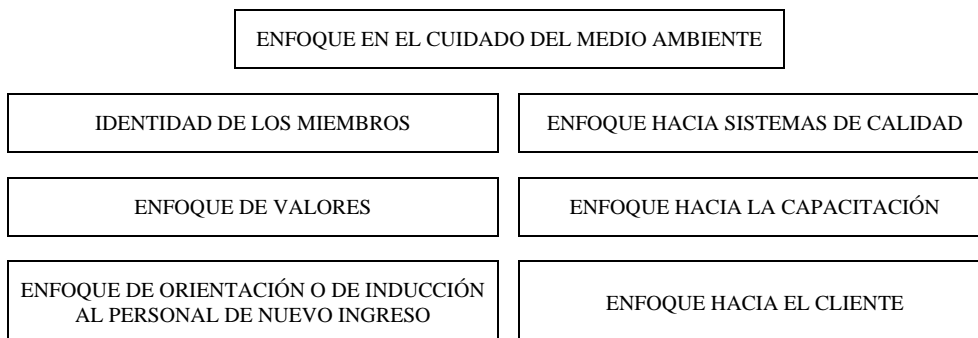 ENFOQUE EN EL CUIDADO DEL MEDIO AMBIENTE
IDENTIDAD DE LOS MIEMBROS
ENFOQUE HACIA SISTEMAS DE CALIDAD
ENFOQUE DE VALORES
ENFOQUE HACIA LA CAPACITACIÓN
ENFOQUE DE ORIENTACIÓN O DE INDUCCIÓN
AL PERSONAL DE NUEVO INGRESO
ENFOQUE HACIA EL CLIENTE